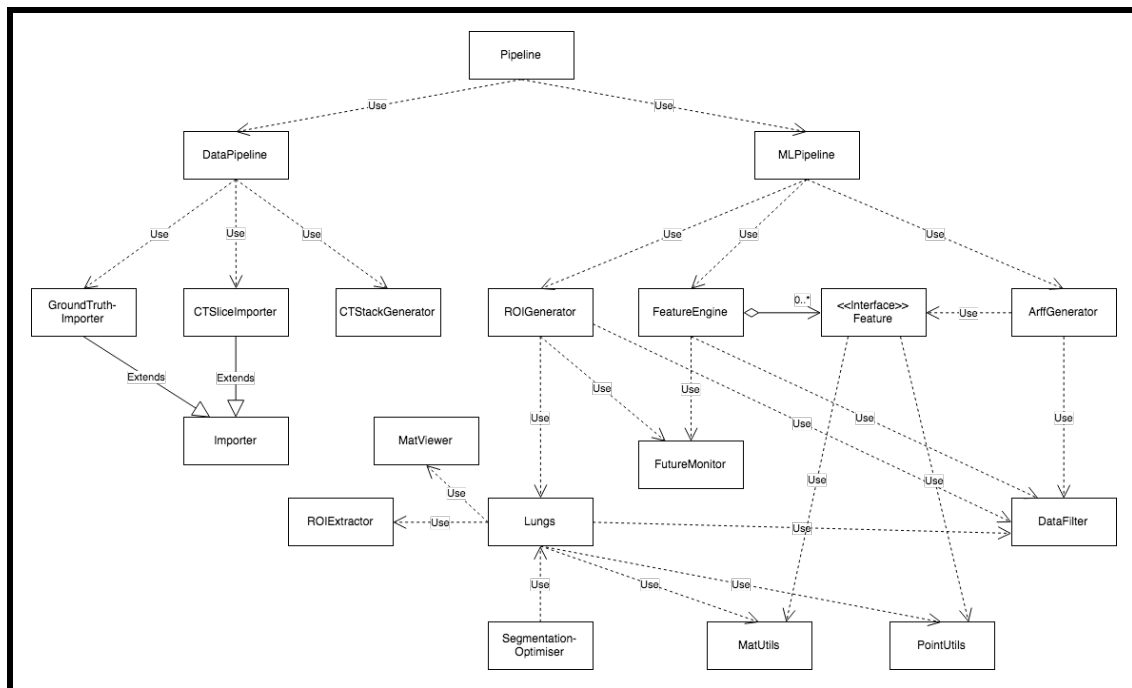 Pipeline
Use
Use
DataPipeline
MLPipeline
Use
Use
Use
Use
Use
Use
GroundTruth-
Importer
CTSliceImporter
CTStackGenerator
ROIGenerator
FeatureEngine
0..*
<<Interface>>
Feature
Use
ArffGenerator
Extends
Extends
Use
Use
Use
Use
Use
Use
Importer
MatViewer
FutureMonitor
Use
Use
Use
Use
ROIExtractor
Use
Lungs
Use
DataFilter
Use
Use
Use
Segmentation-
Optimiser
MatUtils
PointUtils